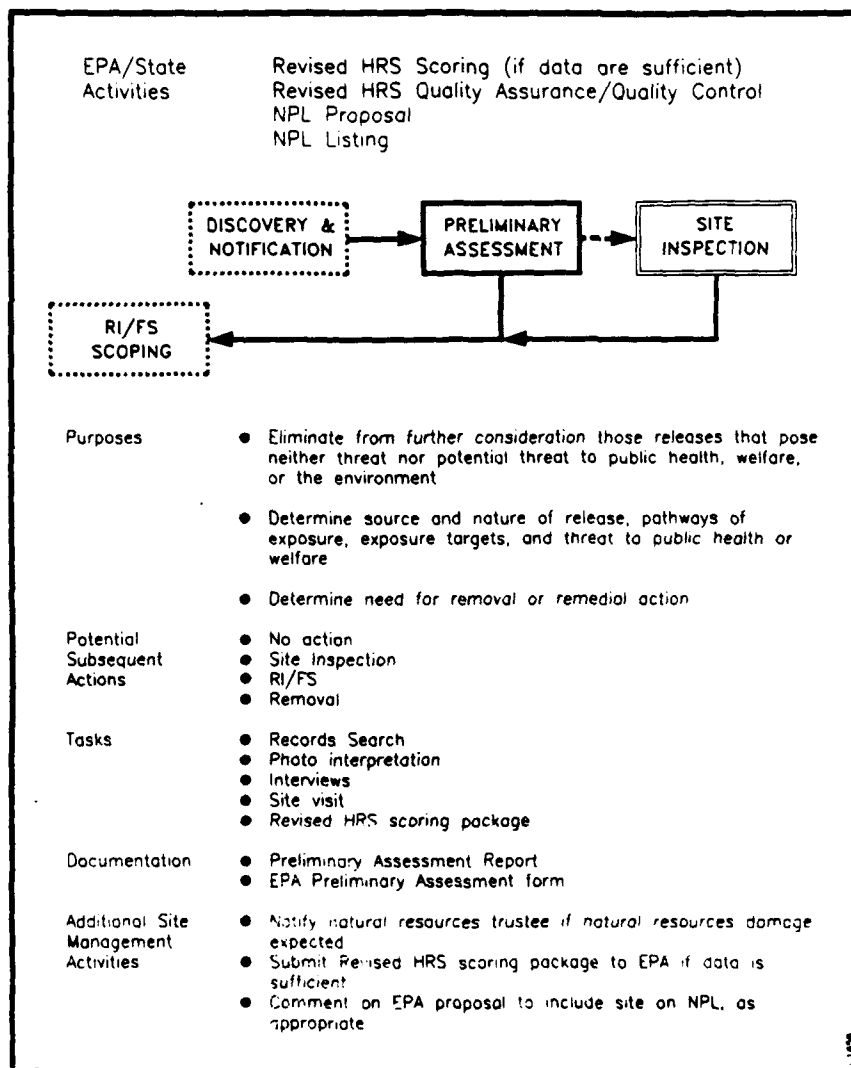 EPA/State Activities
Revised HRS Scoring (if data are sufficient)
Revised HRS Quality Assurance/Quality Control
NPL Proposal
NPL Listing
DISCOVERY &
NOTIFICATION
PRELIMINARY
ASSESSMENT
SITE
INSPECTION
RI/FS
SCOPING
Purposes
● Eliminate from further consideration those releases that pose
neither threat nor potential threat to public health, welfare,
or the environment
● Determine source and nature of release, pathways of
exposure, exposure targets, and threat to public health or
welfare
● Determine need for removal or remedial action
Potential
Subsequent
Actions
● No action
● Site Inspection
● RI/FS
● Removal
Tasks
● Records Search
● Photo interpretation
● Interviews
● Site visit
● Revised HRS scoring package
Documentation
● Preliminary Assessment Report
● EPA Preliminary Assessment form
Additional Site
Management
Activities
● Notify natural resources trustee if natural resources damage
expected
● Submit Revised HRS scoring package to EPA if data is
sufficient
● Comment on EPA proposal to include site on NPL, as
appropriate